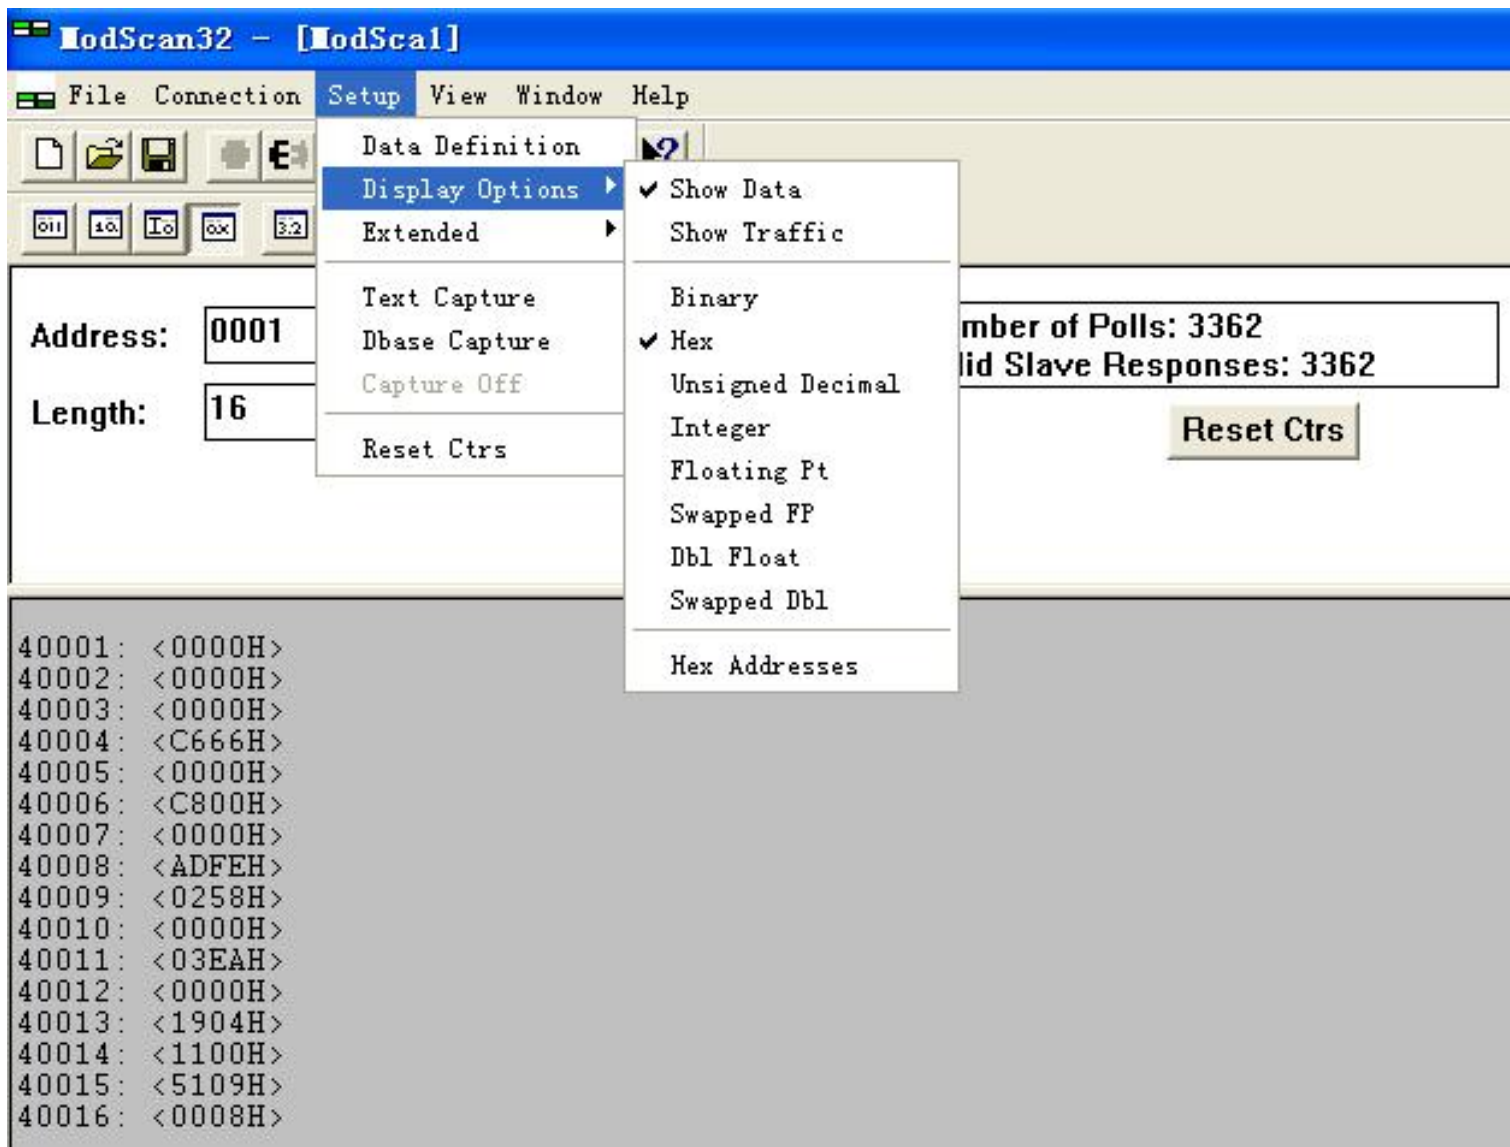 ModScan32 - [ModSca1]
File Connection Setup View Window Help
Data Definition
Display Options
Extended
Text Capture
Dbase Capture
Capture Off
Reset Ctrs
Show Data
Show Traffic
Binary
Hex
Unsigned Decimal
Integer
Floating Pt
Swapped FP
Dbl Float
Swapped Dbl
Hex Addresses
Address: 0001
Length: 16
mber of Polls: 3362
lid Slave Responses: 3362
Reset Ctrs
40001: <0000H>
40002: <0000H>
40003: <0000H>
40004: <C666H>
40005: <0000H>
40006: <C800H>
40007: <0000H>
40008: <ADFEH>
40009: <0258H>
40010: <0000H>
40011: <03EAH>
40012: <0000H>
40013: <1904H>
40014: <1100H>
40015: <5109H>
40016: <0008H>